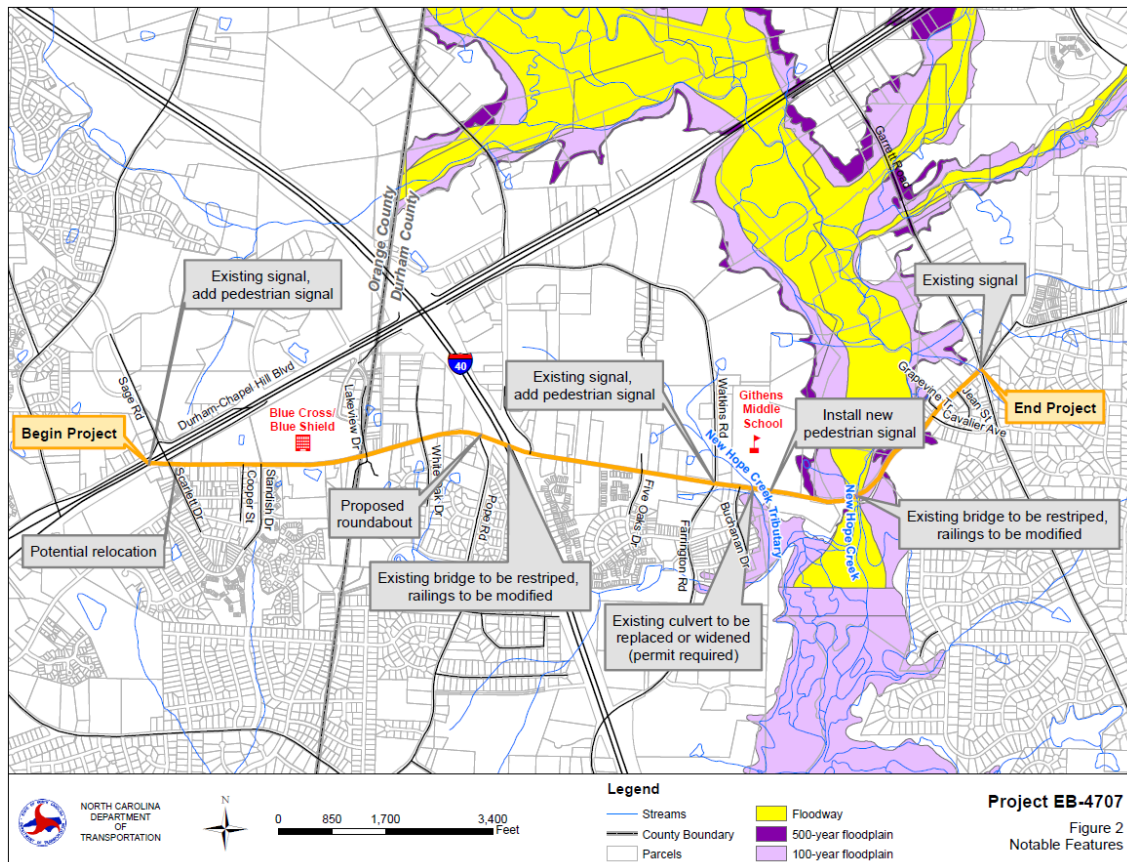 Orange County
Durham County
Garrett Road
Existing signal,
add pedestrian signal
Existing signal
Sage Rd
Durham-Chapel Hill Blvd
40
Begin Project
Blue Cross/
Blue Shield
Lakeview Dr
Existing signal,
add pedestrian signal
Watkins Rd
Githens
Middle
School
Install new
pedestrian signal
Grapevine Tr
Jean St
Cavalier Ave
End Project
Scarlett Dr
Cooper St
Standish Dr
White Oak Dr
Proposed
roundabout
Pope Rd
Five Oaks Dr
Farrington Rd
Buchanan Dr
New Hope Creek Tributary
New Hope Creek
Potential relocation
Existing bridge to be restriped,
railings to be modified
Existing bridge to be restriped,
railings to be modified
Existing culvert to be
replaced or widened
(permit required)
NORTH CAROLINA
DEPARTMENT
OF
TRANSPORTATION
N
0 850 1,700 3,400
Feet
Legend
Streams
County Boundary
Parcels
Floodway
500-year floodplain
100-year floodplain
Project EB-4707
Figure 2
Notable Features